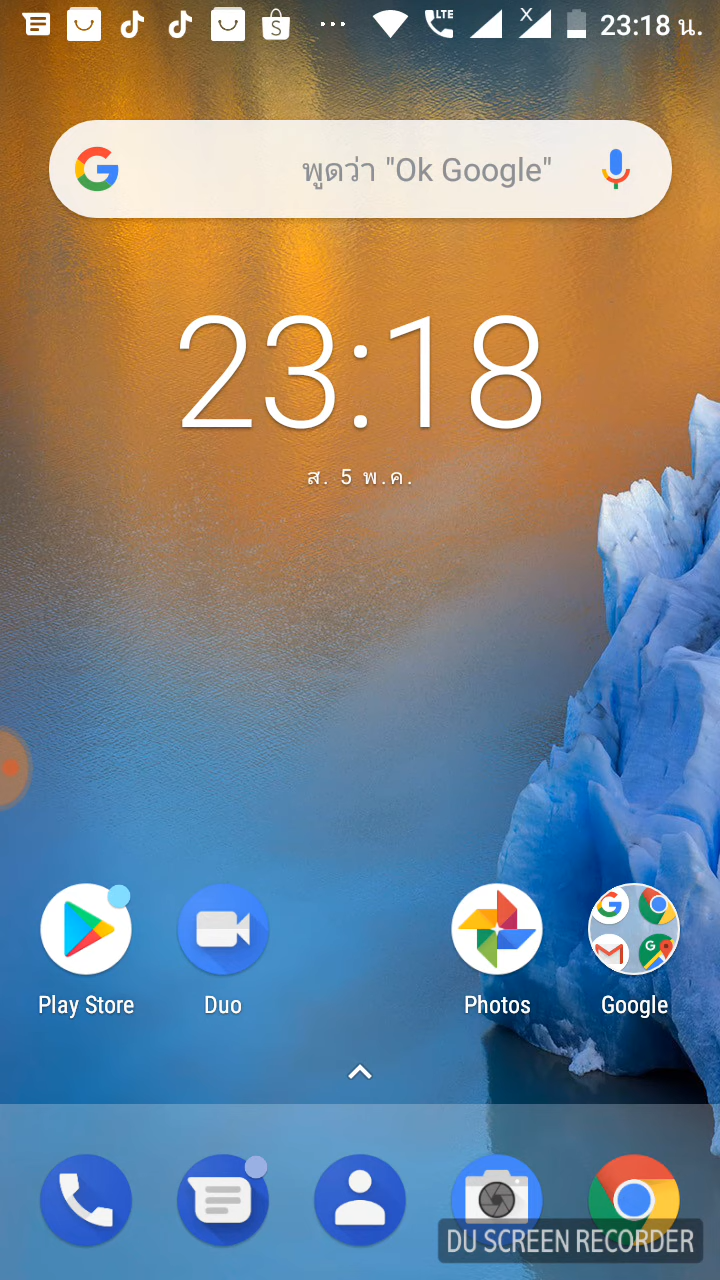 23:18 น.
พูดว่า "Ok Google"
23:18
ส. 5 พ.ค.
Play Store
Duo
Photos
Google
DU SCREEN RECORDER